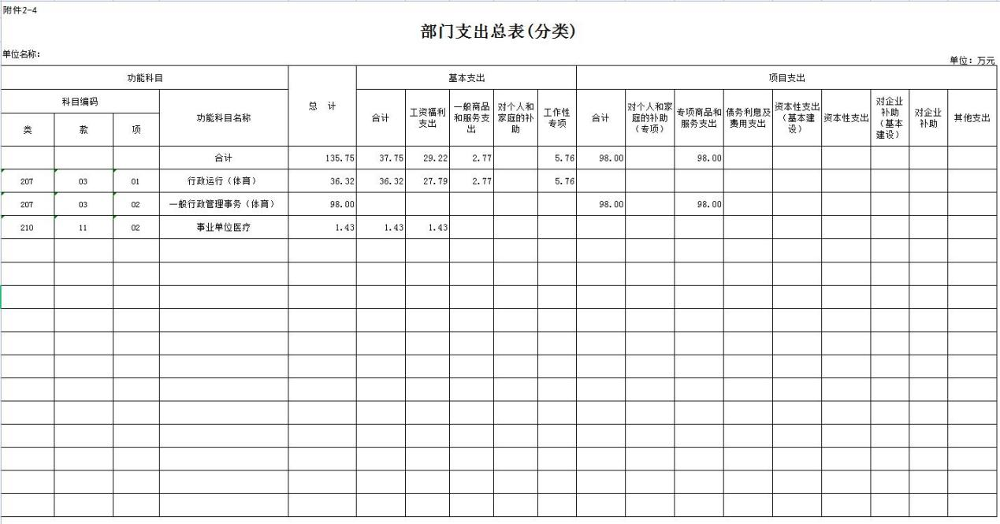 附件2-4
部门支出总表(分类)
单位名称：
单位：万元
功能科目
总 计
基本支出
项目支出
科目编码
功能科目名称
合计
工资福利
支出
一般商品
和服务支
出
对个人和
家庭的补
助
工作性
专项
合计
对个人和家
庭的补助
（专项）
专项商品和
服务支出
债务利息及
费用支出
资本性支出
（基本建
设）
资本性支出
对企业
补助
（基本
建设）
对企业
补助
其他支出
类 款 项
合计 135.75 37.75 29.22 2.77 5.76 98.00 98.00
207 03 01 行政运行（体育） 36.32 36.32 27.79 2.77 5.76
207 03 02 一般行政管理事务（体育） 98.00 98.00 98.00
210 11 02 事业单位医疗 1.43 1.43 1.43